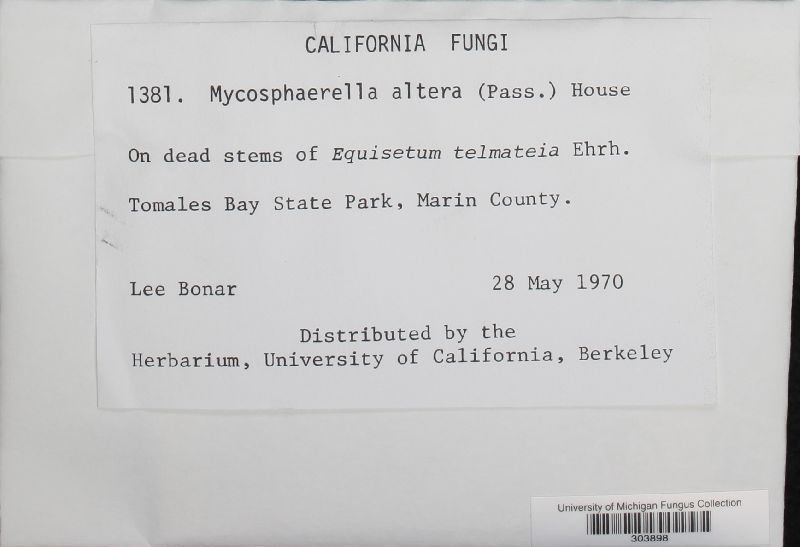 CALIFORNIA FUNGI
1381. Mycosphaerella altera (Pass.) House
On dead stems of Equisetum telmateia Ehrh.
Tomales Bay State Park, Marin County.
Lee Bonar 28 May 1970
Distributed by the
Herbarium, University of California, Berkeley
University of Michigan Fungus Collection
303898